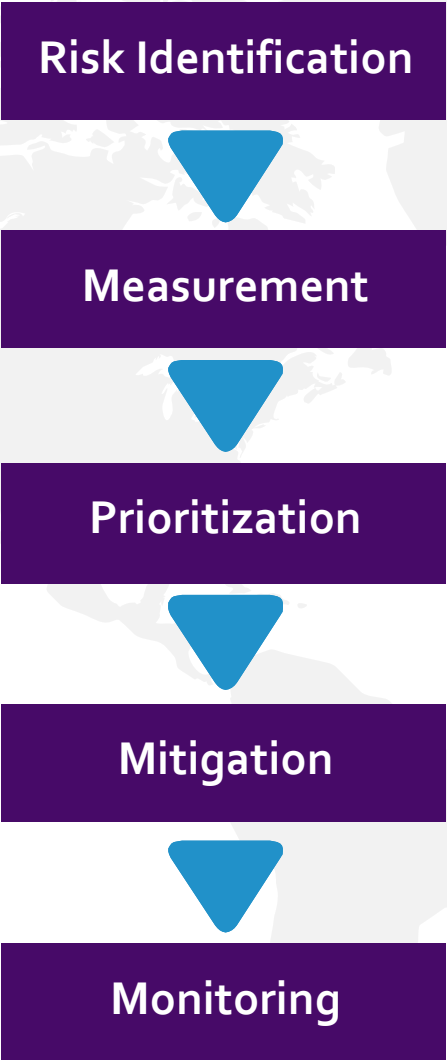 Risk Identification
Measurement
Prioritization
Mitigation
Monitoring